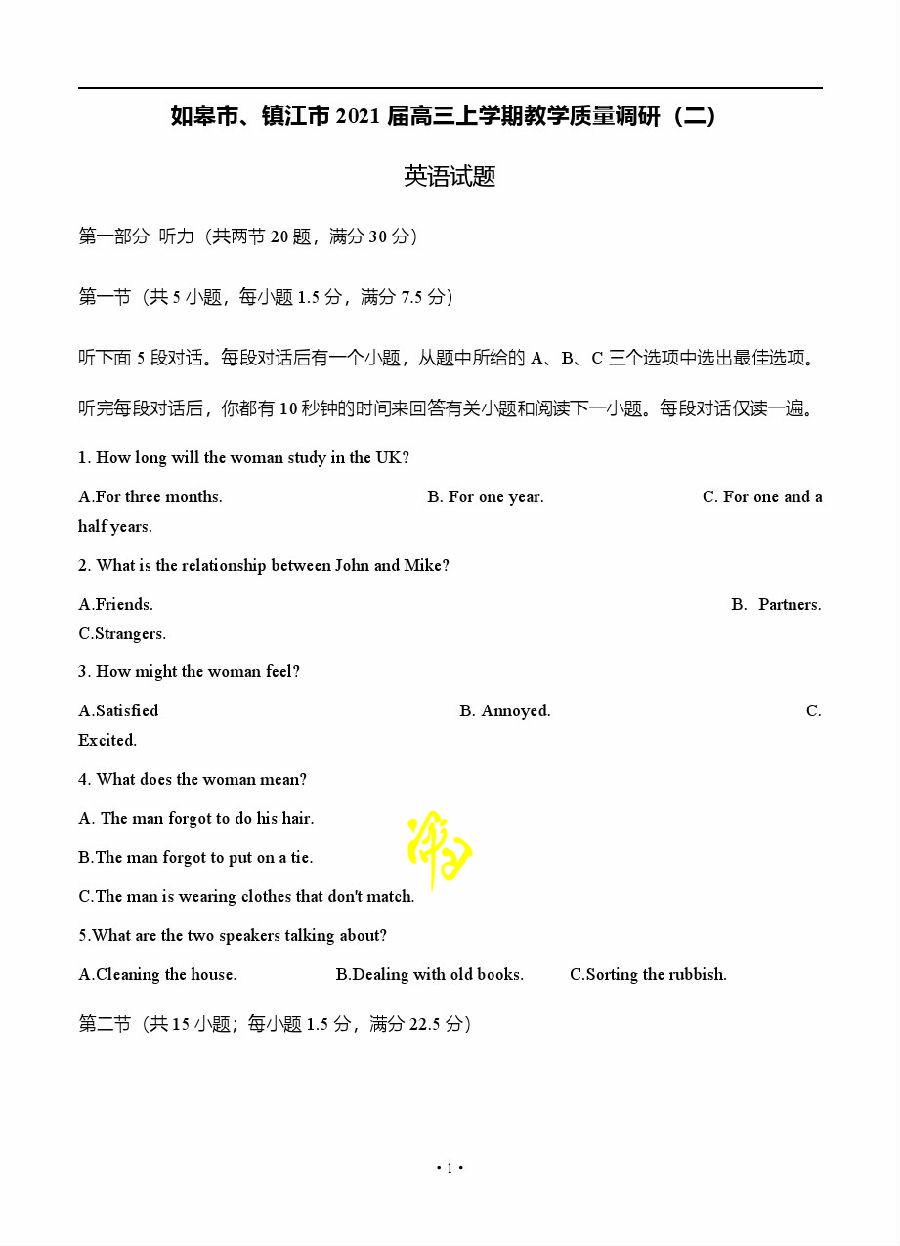 如皋市、镇江市 2021 届高三上学期教学质量调研（二）
英语试题
第一部分 听力（共两节 20 题，满分 30 分）
第一节（共 5 小题，每小题 1.5 分，满分 7.5 分）
听下面 5 段对话。每段对话后有一个小题，从题中所给的 A、B、C 三个选项中选出最佳选项。
听完每段对话后，你都有 10 秒钟的时间来回答有关小题和阅读下一小题。每段对话仅读一遍。
1. How long will the woman study in the UK?
A.For three months. B. For one year. C. For one and a
half years.
2. What is the relationship between John and Mike?
A.Friends. B. Partners.
C.Strangers.
3. How might the woman feel?
A.Satisfied B. Annoyed. C.
Excited.
4. What does the woman mean?
A. The man forgot to do his hair.
B.The man forgot to put on a tie.
C.The man is wearing clothes that don't match.
5.What are the two speakers talking about?
A.Cleaning the house. B.Dealing with old books. C.Sorting the rubbish.
第二节（共 15 小题；每小题 1.5 分，满分 22.5 分）
• 1 •